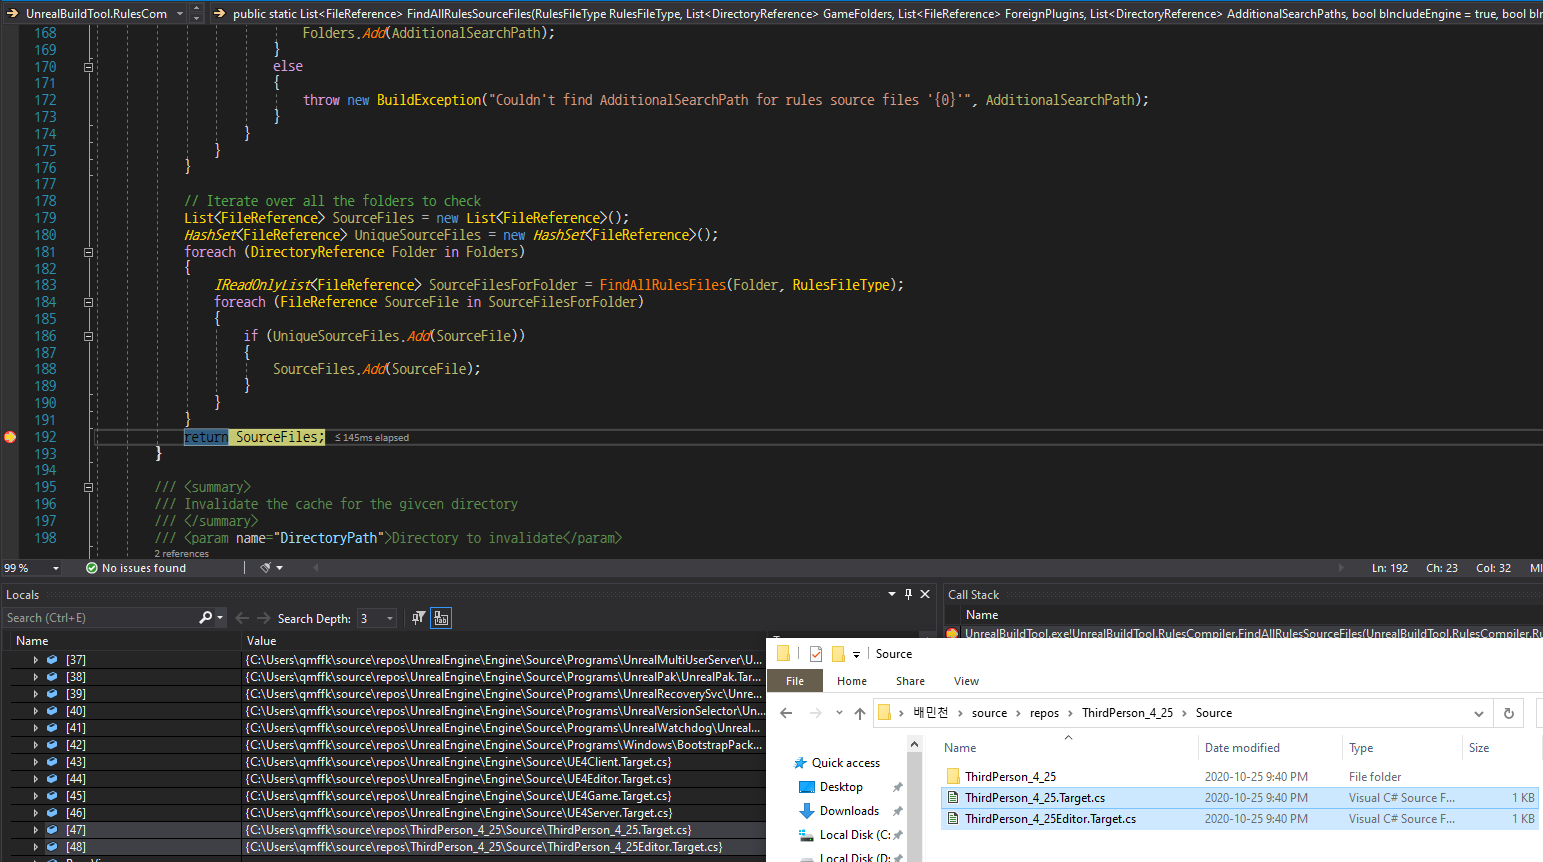 UnrealBuildTool.RulesCom
public static List<FileReference> FindAllRulesSourceFiles(RulesFileType RulesFileType, List<DirectoryReference> GameFolders, List<FileReference> ForeignPlugins, List<DirectoryReference> AdditionalSearchPaths, bool bIncludeEngine = true, bool bIn
168 Folders.Add(AdditionalSearchPath);
169 }
170 else
171 {
172 throw new BuildException("Couldn't find AdditionalSearchPath for rules source files '{0}'", AdditionalSearchPath);
173 }
174 }
175 }
176 }
177
178 // Iterate over all the folders to check
179 List<FileReference> SourceFiles = new List<FileReference>();
180 HashSet<FileReference> UniqueSourceFiles = new HashSet<FileReference>();
181 foreach (DirectoryReference Folder in Folders)
182 {
183 IReadOnlyList<FileReference> SourceFilesForFolder = FindAllRulesFiles(Folder, RulesFileType);
184 foreach (FileReference SourceFile in SourceFilesForFolder)
185 {
186 if (UniqueSourceFiles.Add(SourceFile))
187 {
188 SourceFiles.Add(SourceFile);
189 }
190 }
191 }
192 return SourceFiles; ≤ 145ms elapsed
193 }
194
195 /// <summary>
196 /// Invalidate the cache for the givcen directory
197 /// </summary>
198 /// <param name="DirectoryPath">Directory to invalidate</param>
2 references
99 % No issues found Ln: 192 Ch: 23 Col: 32 MI
Locals
Search (Ctrl+E) Search Depth: 3
Name Value
[37] {C:\Users\qmffk\source\repos\UnrealEngine\Engine\Source\Programs\UnrealMultiUserServer\U...
[38] {C:\Users\qmffk\source\repos\UnrealEngine\Engine\Source\Programs\UnrealPak\UnrealPak.Tar...
[39] {C:\Users\qmffk\source\repos\UnrealEngine\Engine\Source\Programs\UnrealRecoverySvc\Unre...
[40] {C:\Users\qmffk\source\repos\UnrealEngine\Engine\Source\Programs\UnrealVersionSelector\Un...
[41] {C:\Users\qmffk\source\repos\UnrealEngine\Engine\Source\Programs\UnrealWatchdog\Unreal...
[42] {C:\Users\qmffk\source\repos\UnrealEngine\Engine\Source\Programs\Windows\BootstrapPack...
[43] {C:\Users\qmffk\source\repos\UnrealEngine\Engine\Source\UE4Client.Target.cs}
[44] {C:\Users\qmffk\source\repos\UnrealEngine\Engine\Source\UE4Editor.Target.cs}
[45] {C:\Users\qmffk\source\repos\UnrealEngine\Engine\Source\UE4Game.Target.cs}
[46] {C:\Users\qmffk\source\repos\UnrealEngine\Engine\Source\UE4Server.Target.cs}
[47] {C:\Users\qmffk\source\repos\ThirdPerson_4_25\Source\ThirdPerson_4_25.Target.cs}
[48] {C:\Users\qmffk\source\repos\ThirdPerson_4_25\Source\ThirdPerson_4_25Editor.Target.cs}
Call Stack
Name
UnrealBuildTool.exe!UnrealBuildTool.RulesCompiler.FindAllRulesSourceFiles(UnrealBuildTool.RulesCompiler.Ru
Source
File Home Share View
배민천 source repos ThirdPerson_4_25 Source
Quick access
Desktop
Downloads
Local Disk (C:
Local Disk (D:
Name Date modified Type Size
ThirdPerson_4_25 2020-10-25 9:40 PM File folder
ThirdPerson_4_25.Target.cs 2020-10-25 9:40 PM Visual C# Source F... 1 KB
ThirdPerson_4_25Editor.Target.cs 2020-10-25 9:40 PM Visual C# Source F... 1 KB